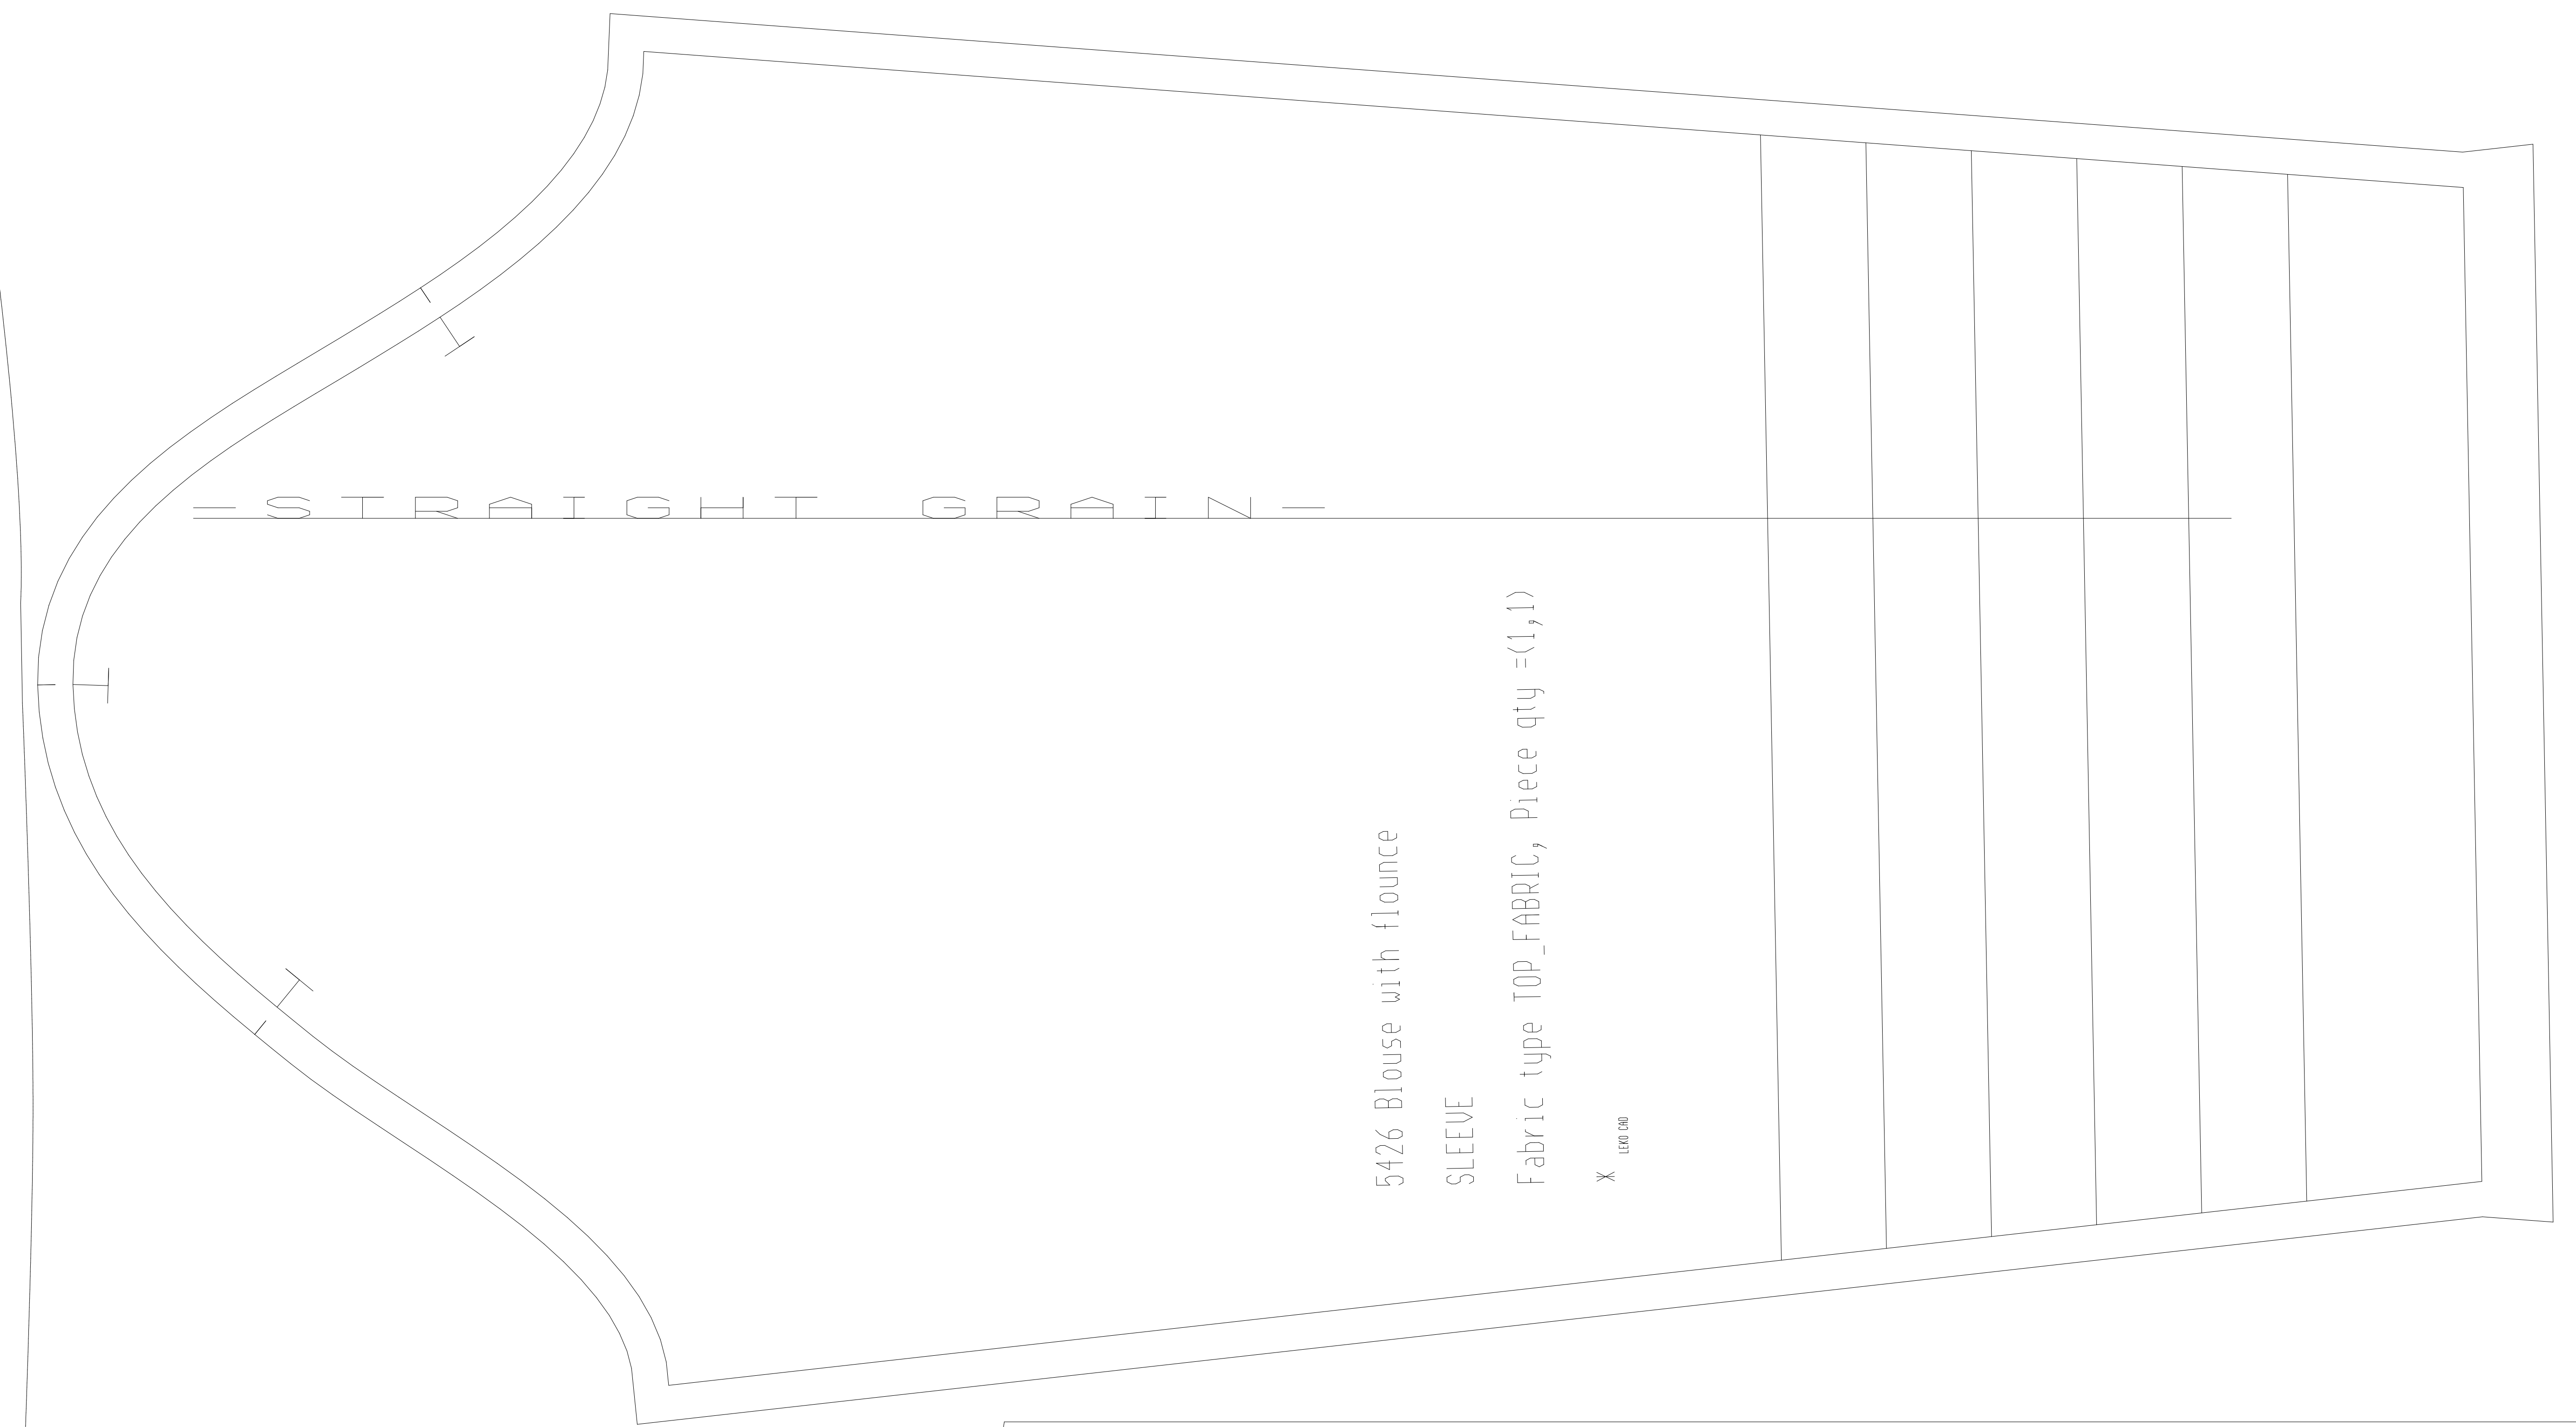 STRAIGHT GRAIN
5426 Blouse with flounce
SLEEVE
Fabric type TOP_FABRIC, Piece qty =(1,1)
* LEKO CAD